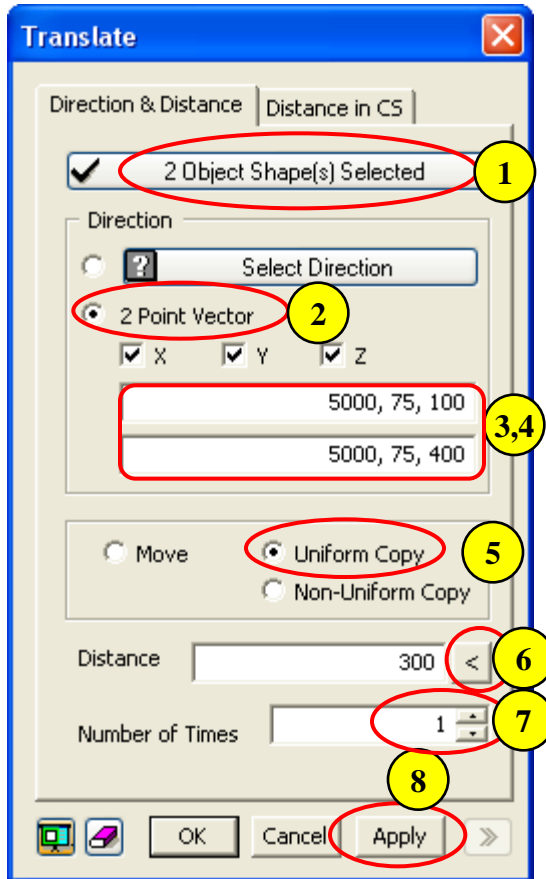 Translate
Direction & Distance Distance in CS
2 Object Shape(s) Selected 1
Direction
? Select Direction
2 Point Vector 2
X Y Z
5000, 75, 100
3,4
5000, 75, 400
Move Uniform Copy 5
Non-Uniform Copy
Distance 300 < 6
Number of Times 1 7
8
OK Cancel Apply »